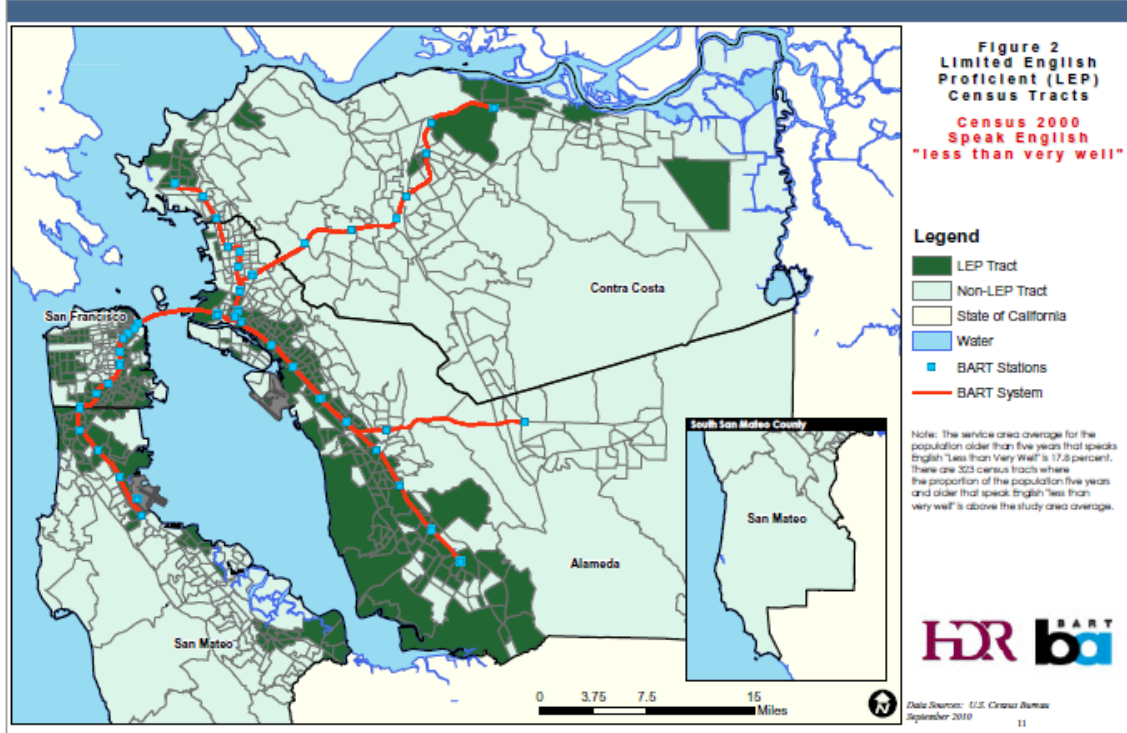 Figure 2
Limited English
Proficient (LEP)
Census Tracts
Census 2000
Speak English
"less than very well"
Legend
LEP Tract
Non-LEP Tract
State of California
Water
BART Stations
BART System
Note: The service area average for the
population older than five years that speaks
English "Less than Very Well" is 17.8 percent.
There are 323 census tracts where
the proportion of the population five years
and older that speak English "less than
very well" is above the study area average.
San Francisco
Contra Costa
South San Mateo County
San Mateo
Alameda
San Mateo
0 3.75 7.5 15
Miles
N
HDR
BART
ba
Data Sources: U.S. Census Bureau
September 2010
11